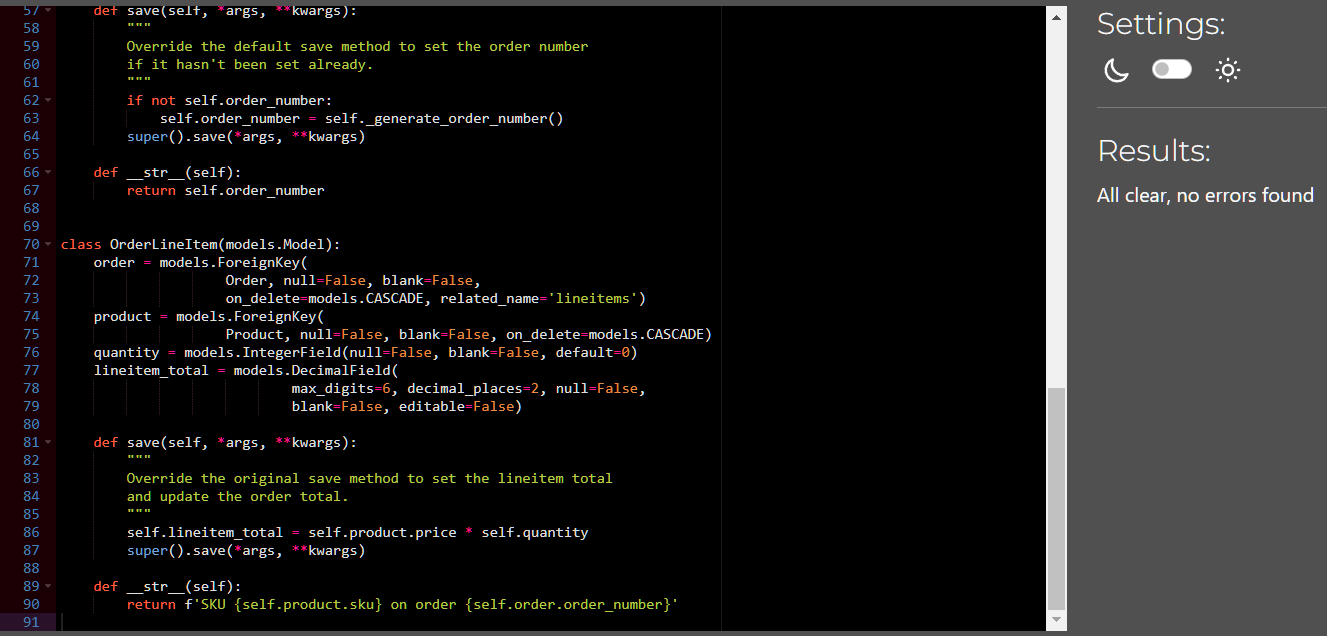 57 def save(self, *args, **kwargs):
58 """
59 Override the default save method to set the order number
60 if it hasn't been set already.
61 """
62 if not self.order_number:
63 self.order_number = self._generate_order_number()
64 super().save(*args, **kwargs)
65
66 def __str__(self):
67 return self.order_number
68
69
70 class OrderLineItem(models.Model):
71 order = models.ForeignKey(
72 Order, null=False, blank=False,
73 on_delete=models.CASCADE, related_name='lineitems')
74 product = models.ForeignKey(
75 Product, null=False, blank=False, on_delete=models.CASCADE)
76 quantity = models.IntegerField(null=False, blank=False, default=0)
77 lineitem_total = models.DecimalField(
78 max_digits=6, decimal_places=2, null=False,
79 blank=False, editable=False)
80
81 def save(self, *args, **kwargs):
82 """
83 Override the original save method to set the lineitem total
84 and update the order total.
85 """
86 self.lineitem_total = self.product.price * self.quantity
87 super().save(*args, **kwargs)
88
89 def __str__(self):
90 return f'SKU {self.product.sku} on order {self.order.order_number}'
91
Settings:
Results:
All clear, no errors found